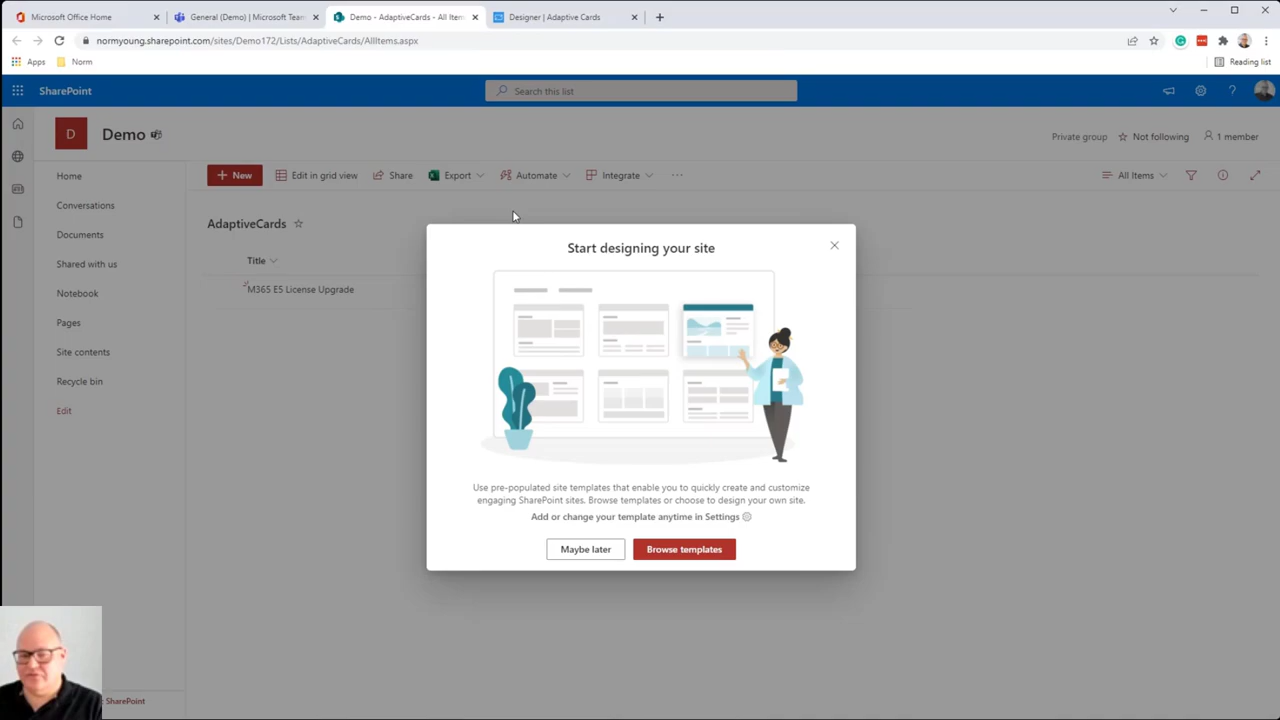 Microsoft Office Home
General (Demo) | Microsoft Team
Demo - AdaptiveCards - All Item
Designer | Adaptive Cards
normyoung.sharepoint.com/sites/Demo172/Lists/AdaptiveCards/AllItems.aspx
Apps
Norm
Reading list
SharePoint
Search this list
D
Demo
Private group
Not following
1 member
Home
Conversations
Documents
Shared with us
Notebook
Pages
Site contents
Recycle bin
Edit
SharePoint
+ New
Edit in grid view
Share
Export
Automate
Integrate
All Items
AdaptiveCards
Title
M365 E5 License Upgrade
Start designing your site
Use pre-populated site templates that enable you to quickly create and customize
engaging SharePoint sites. Browse templates or choose to design your own site.
Add or change your template anytime in Settings
Maybe later
Browse templates